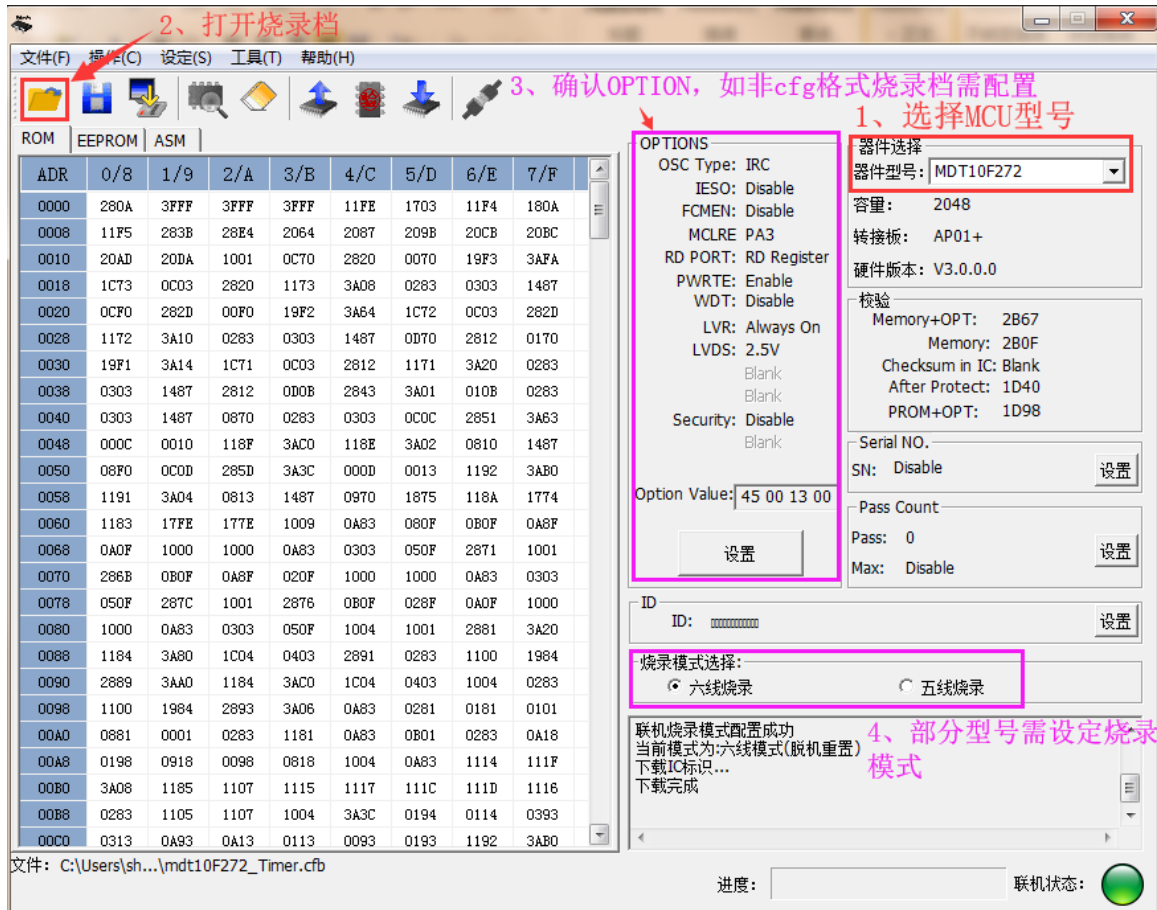 2、打开烧录档
文件(F) 操作(C) 设定(S) 工具(T) 帮助(H)
3、确认OPTION，如非cfg格式烧录档需配置
1、选择MCU型号
ROM EEPROM ASM
ADR 0/8 1/9 2/A 3/B 4/C 5/D 6/E 7/F
0000 280A 3FFF 3FFF 3FFF 11FE 1703 11F4 180A
0008 11F5 283B 28E4 2064 2087 209B 20CB 20BC
0010 20AD 20DA 1001 0C70 2820 0070 19F3 3AFA
0018 1C73 0C03 2820 1173 3A08 0283 0303 1487
0020 0CF0 282D 00F0 19F2 3A64 1C72 0C03 282D
0028 1172 3A10 0283 0303 1487 0D70 2812 0170
0030 19F1 3A14 1C71 0C03 2812 1171 3A20 0283
0038 0303 1487 2812 0D0B 2843 3A01 010B 0283
0040 0303 1487 0870 0283 0303 0C0C 2851 3A63
0048 000C 0010 118F 3AC0 118E 3A02 0810 1487
0050 08F0 0C0D 285D 3A3C 000D 0013 1192 3AB0
0058 1191 3A04 0813 1487 0970 1875 118A 1774
0060 1183 17FE 177E 1009 0A83 080F 0B0F 0A8F
0068 0A0F 1000 1000 0A83 0303 050F 2871 1001
0070 286B 0B0F 0A8F 020F 1000 1000 0A83 0303
0078 050F 287C 1001 2876 0B0F 028F 0A0F 1000
0080 1000 0A83 0303 050F 1004 1001 2881 3A20
0088 1184 3A80 1C04 0403 2891 0283 1100 1984
0090 2889 3AA0 1184 3AC0 1C04 0403 1004 0283
0098 1100 1984 2893 3A06 0A83 0281 0181 0101
00A0 0881 0001 0283 1181 0A83 0B01 0283 0A18
00A8 0198 0918 0098 0818 1004 0A83 1114 111F
00B0 3A08 1185 1107 1115 1117 111C 111D 1116
00B8 0283 1105 1107 1004 3A3C 0194 0114 0393
00C0 0313 0A93 0A13 0113 0093 0193 1192 3AB0
OPTIONS
OSC Type: IRC
IESO: Disable
FCMEN: Disable
MCLRE PA3
RD PORT: RD Register
PWRTE: Enable
WDT: Disable
LVR: Always On
LVDS: 2.5V
Blank
Blank
Security: Disable
Blank
Option Value: 45 00 13 00
设置
器件选择
器件型号: MDT10F272
容量: 2048
转接板: AP01+
硬件版本: V3.0.0.0
校验
Memory+OPT: 2B67
Memory: 2B0F
Checksum in IC: Blank
After Protect: 1D40
PROM+OPT: 1D98
Serial NO.
SN: Disable
设置
Pass Count
Pass: 0
Max: Disable
设置
ID
ID:
设置
烧录模式选择:
六线烧录 五线烧录
联机烧录模式配置成功
当前模式为:六线模式(脱机重置)
下载IC标识...
下载完成
4、部分型号需设定烧录
模式
文件: C:\Users\sh...\mdt10F272_Timer.cfb
进度: 联机状态: